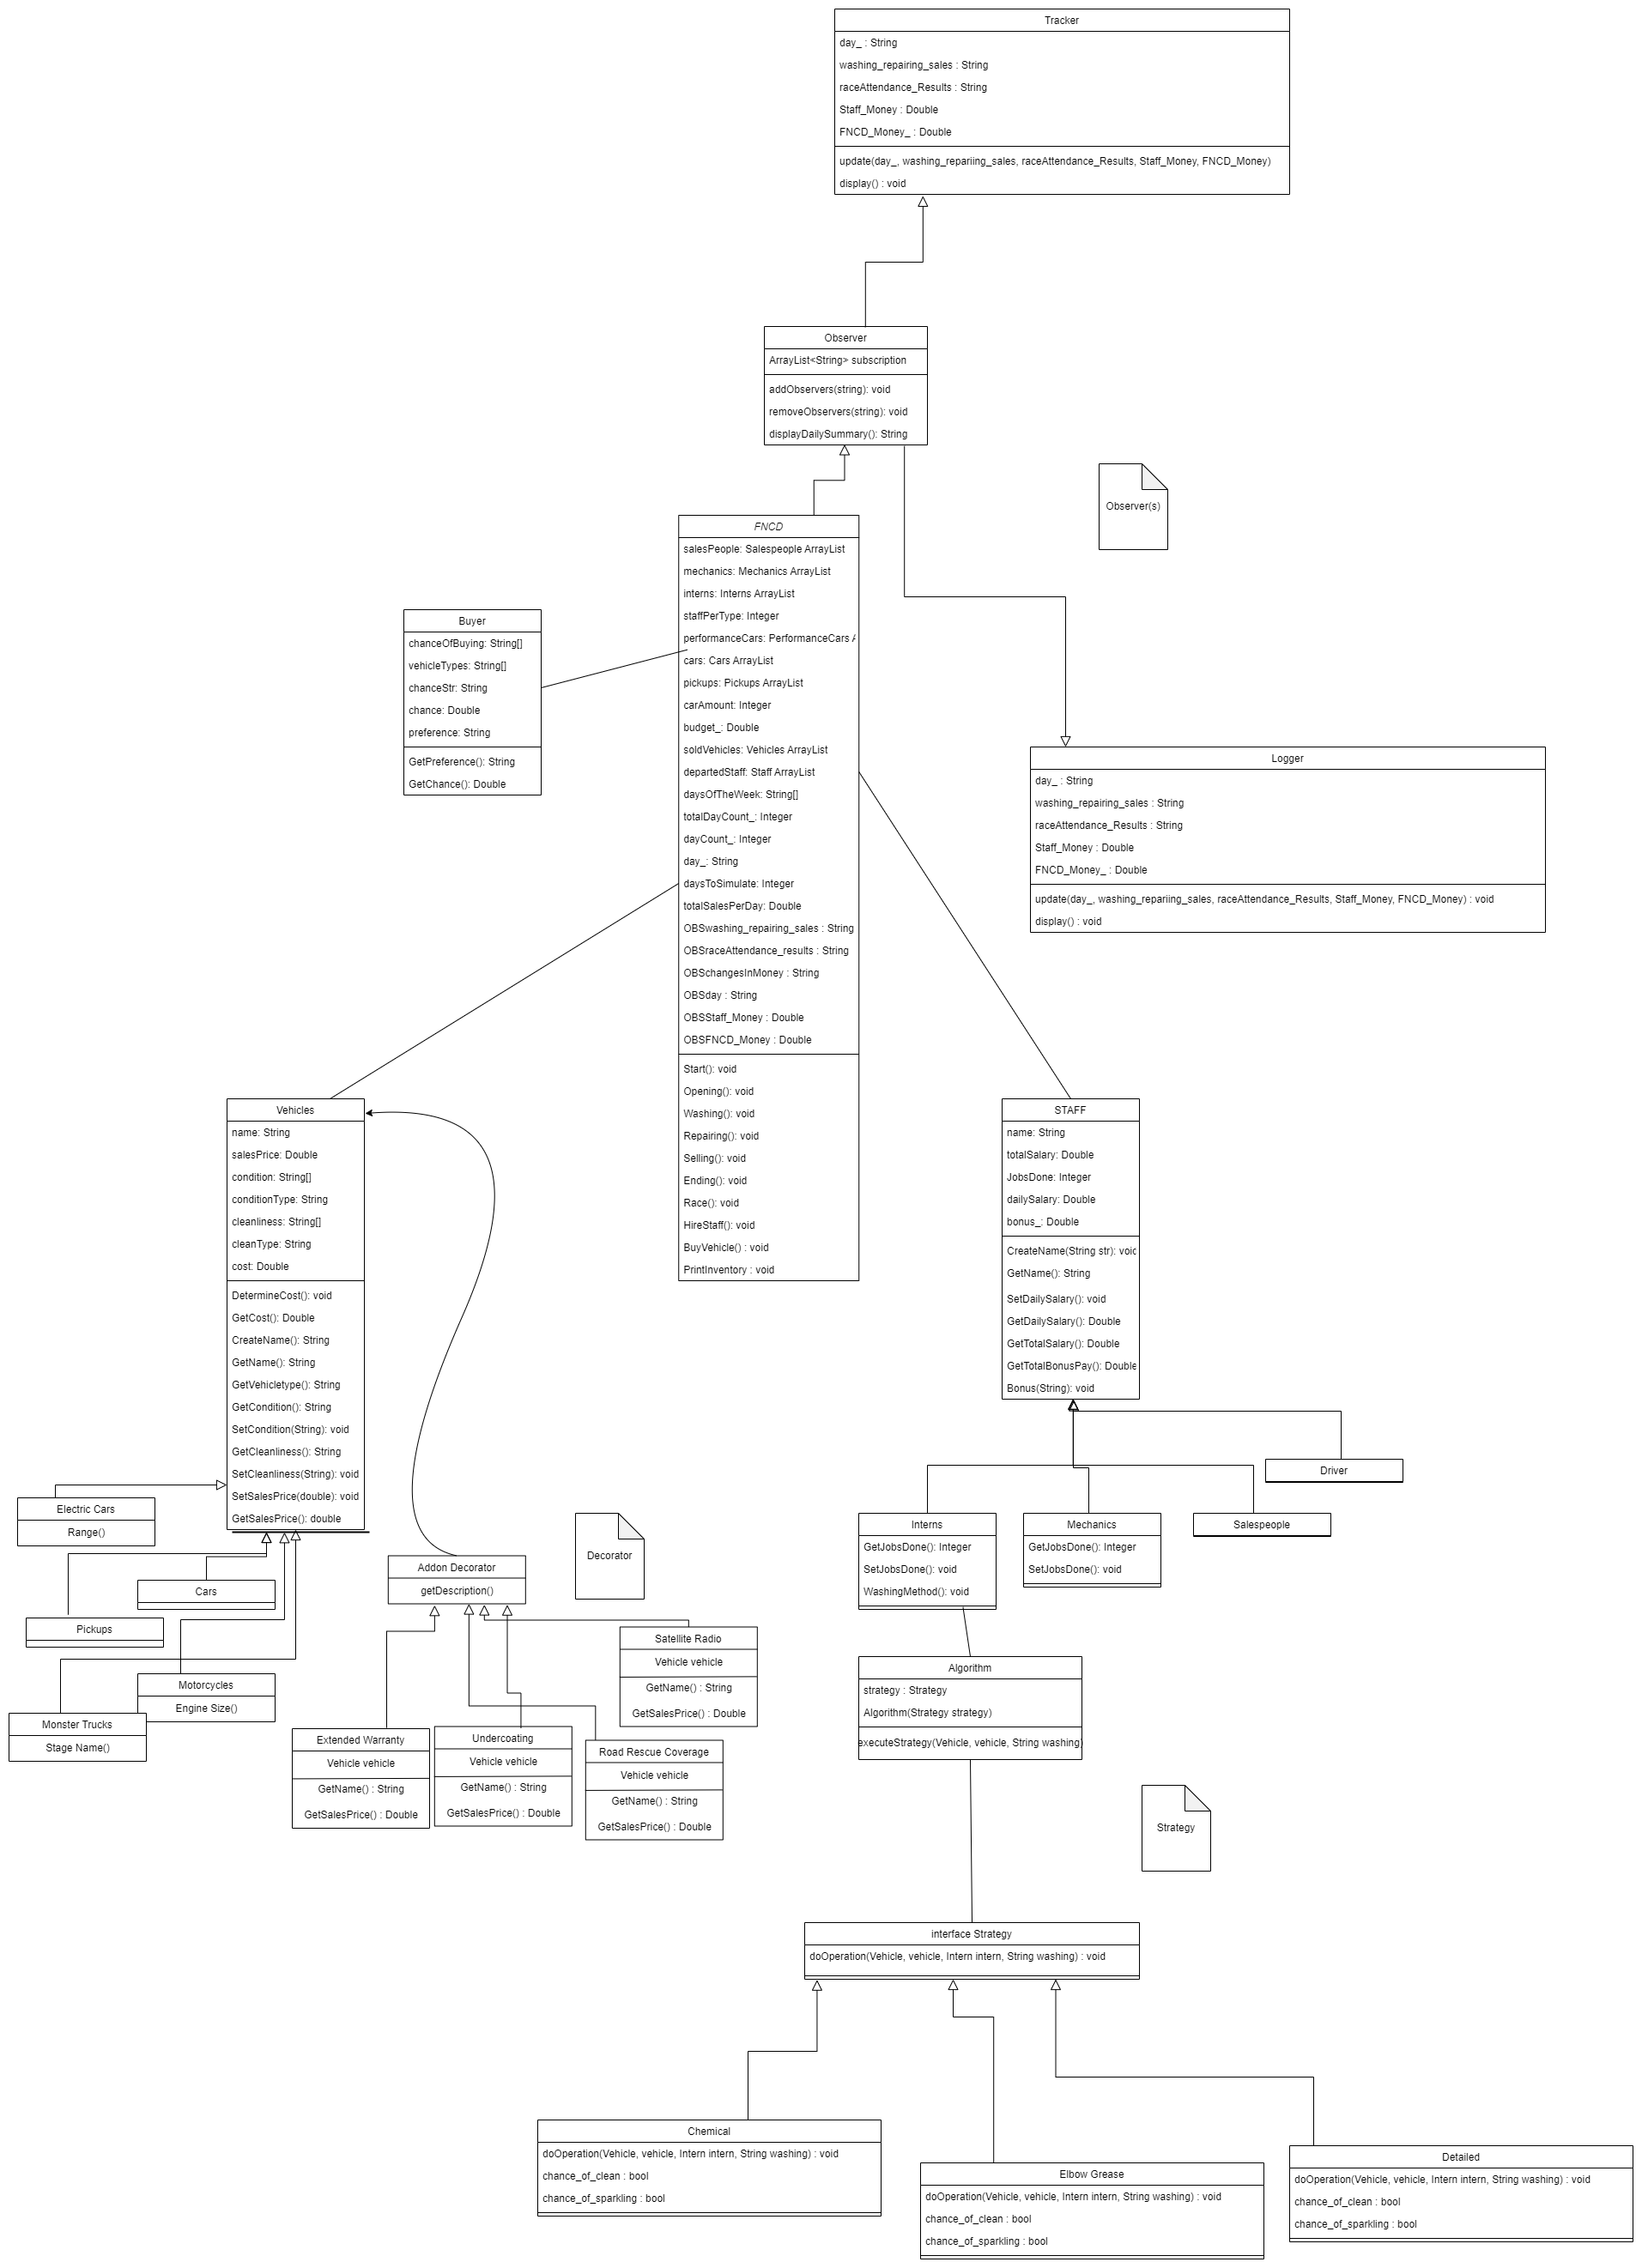 Tracker
day_ : String
washing_repairing_sales : String
raceAttendance_Results : String
Staff_Money : Double
FNCD_Money_ : Double
update(day_, washing_repariing_sales, raceAttendance_Results, Staff_Money, FNCD_Money)
display() : void
Observer
ArrayList<String> subscription
addObservers(string): void
removeObservers(string): void
displayDailySummary(): String
Observer(s)
FNCD
salesPeople: Salespeople ArrayList
mechanics: Mechanics ArrayList
interns: Interns ArrayList
staffPerType: Integer
performanceCars: PerformanceCars A
cars: Cars ArrayList
pickups: Pickups ArrayList
carAmount: Integer
budget_: Double
soldVehicles: Vehicles ArrayList
departedStaff: Staff ArrayList
daysOfTheWeek: String[]
totalDayCount_: Integer
dayCount_: Integer
day_: String
daysToSimulate: Integer
totalSalesPerDay: Double
OBSwashing_repairing_sales : String
OBSraceAttendance_results : String
OBSchangesInMoney : String
OBSday : String
OBSStaff_Money : Double
OBSFNCD_Money : Double
Start(): void
Opening(): void
Washing(): void
Repairing(): void
Selling(): void
Ending(): void
Race(): void
HireStaff(): void
BuyVehicle() : void
PrintInventory : void
Buyer
chanceOfBuying: String[]
vehicleTypes: String[]
chanceStr: String
chance: Double
preference: String
GetPreference(): String
GetChance(): Double
Logger
day_ : String
washing_repairing_sales : String
raceAttendance_Results : String
Staff_Money : Double
FNCD_Money_ : Double
update(day_, washing_repariing_sales, raceAttendance_Results, Staff_Money, FNCD_Money) : void
display() : void
Vehicles
name: String
salesPrice: Double
condition: String[]
conditionType: String
cleanliness: String[]
cleanType: String
cost: Double
DetermineCost(): void
GetCost(): Double
CreateName(): String
GetName(): String
GetVehicletype(): String
GetCondition(): String
SetCondition(String): void
GetCleanliness(): String
SetCleanliness(String): void
SetSalesPrice(double): void
GetSalesPrice(): double
STAFF
name: String
totalSalary: Double
JobsDone: Integer
dailySalary: Double
bonus_: Double
CreateName(String str): void
GetName(): String
SetDailySalary(): void
GetDailySalary(): Double
GetTotalSalary(): Double
GetTotalBonusPay(): Double
Bonus(String): void
Driver
Electric Cars
Range()
Cars
Pickups
Motorcycles
Engine Size()
Monster Trucks
Stage Name()
Addon Decorator
getDescription()
Decorator
Interns
GetJobsDone(): Integer
SetJobsDone(): void
WashingMethod(): void
Mechanics
GetJobsDone(): Integer
SetJobsDone(): void
Salespeople
Satellite Radio
Vehicle vehicle
GetName() : String
GetSalesPrice() : Double
Extended Warranty
Vehicle vehicle
GetName() : String
GetSalesPrice() : Double
Undercoating
Vehicle vehicle
GetName() : String
GetSalesPrice() : Double
Road Rescue Coverage
Vehicle vehicle
GetName() : String
GetSalesPrice() : Double
Algorithm
strategy : Strategy
Algorithm(Strategy strategy)
executeStrategy(Vehicle, vehicle, String washing)
Strategy
interface Strategy
doOperation(Vehicle, vehicle, Intern intern, String washing) : void
Chemical
doOperation(Vehicle, vehicle, Intern intern, String washing) : void
chance_of_clean : bool
chance_of_sparkling : bool
Elbow Grease
doOperation(Vehicle, vehicle, Intern intern, String washing) : void
chance_of_clean : bool
chance_of_sparkling : bool
Detailed
doOperation(Vehicle, vehicle, Intern intern, String washing) : void
chance_of_clean : bool
chance_of_sparkling : bool